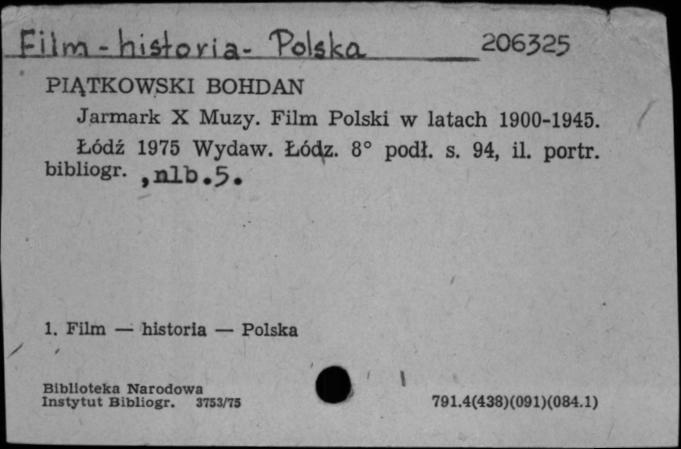 Film - historia - Polska 206325
PIĄTKOWSKI BOHDAN
Jarmark X Muzy. Film Polski w latach 1900-1945.
Łódź 1975 Wydaw. Łódz. 8° podł. s. 94, il. portr.
bibliogr. , nlb.5.
1. Film — historia — Polska
Biblioteka Narodowa
Instytut Bibliogr. 3753/75 791.4(438)(091)(084.1)